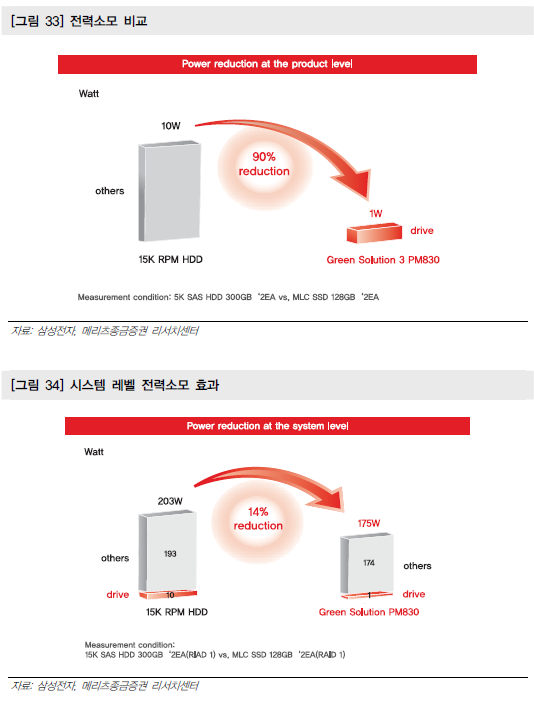 [그림 33] 전력소모 비교
Power reduction at the product level
Watt
10W
90%
reduction
others
1W
drive
15K RPM HDD
Green Solution 3 PM830
Measurement condition: 5K SAS HDD 300GB ‘2EA vs, MLC SSD 128GB ‘2EA
자료: 삼성전자, 메리츠종금증권 리서치센터
[그림 34] 시스템 레벨 전력소모 효과
Power reduction at the system level
Watt
203W
14%
reduction
175W
others
193
174
others
drive
10
1
drive
15K RPM HDD
Green Solution PM830
Measurement condition:
15K SAS HDD 300GB ‘2EA(RIAD 1) vs, MLC SSD 128GB ‘2EA(RAID 1)
자료: 삼성전자, 메리츠종금증권 리서치센터